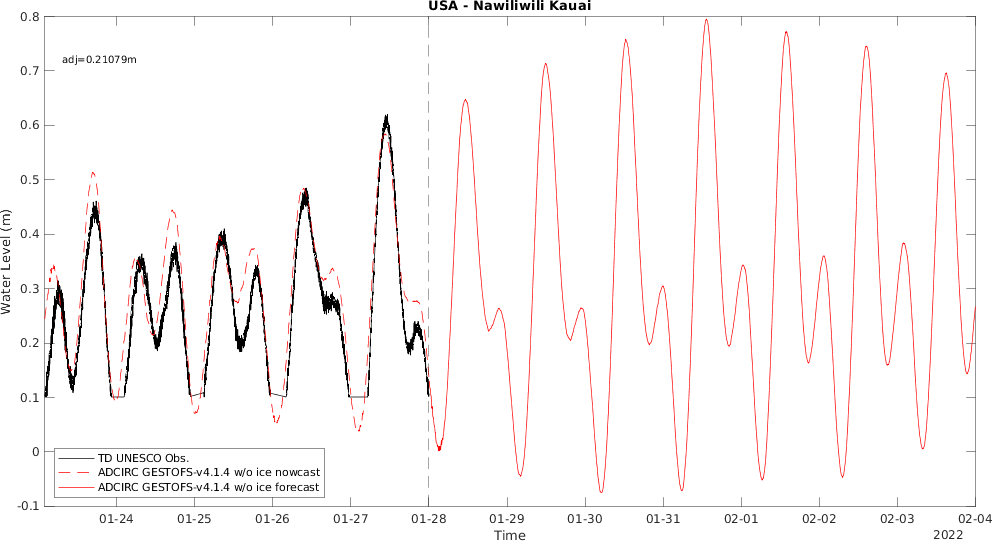 USA - Nawiliwili Kauai
adj=0.21079m
Water Level (m)
0.8
0.7
0.6
0.5
0.4
0.3
0.2
0.1
0
-0.1
TD UNESCO Obs.
ADCIRC GESTOFS-v4.1.4 w/o ice nowcast
ADCIRC GESTOFS-v4.1.4 w/o ice forecast
01-24 01-25 01-26 01-27 01-28 01-29 01-30 01-31 02-01 02-02 02-03 02-04
Time
2022